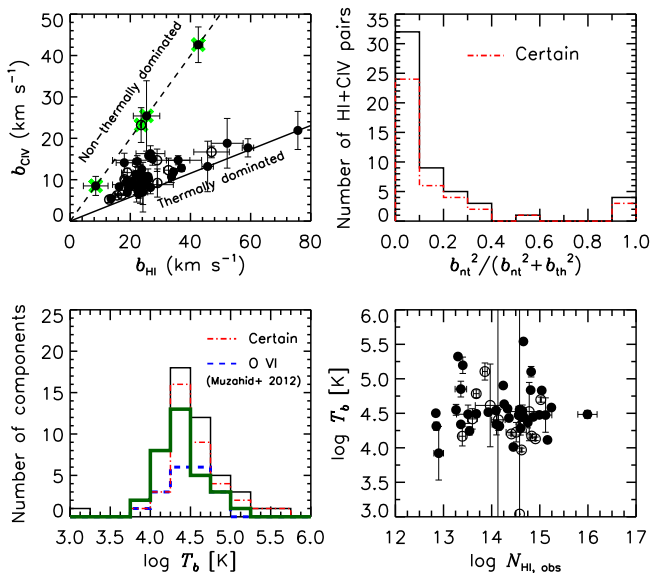 50
40
30
20
10
0
b_CIV (km s⁻¹)
Non-thermally dominated
Thermally dominated
0 20 40 60 80
b_HI (km s⁻¹)
35
30
25
20
15
10
5
0
Number of HI+CIV pairs
Certain
0.0 0.2 0.4 0.6 0.8 1.0
b_nt²/(b_nt²+b_th²)
25
20
15
10
5
0
Number of components
Certain
O VI
(Muzahid+ 2012)
3.0 3.5 4.0 4.5 5.0 5.5 6.0
log T_b [K]
6.0
5.5
5.0
4.5
4.0
3.5
3.0
log T_b [K]
12 13 14 15 16 17
log N_HI, obs